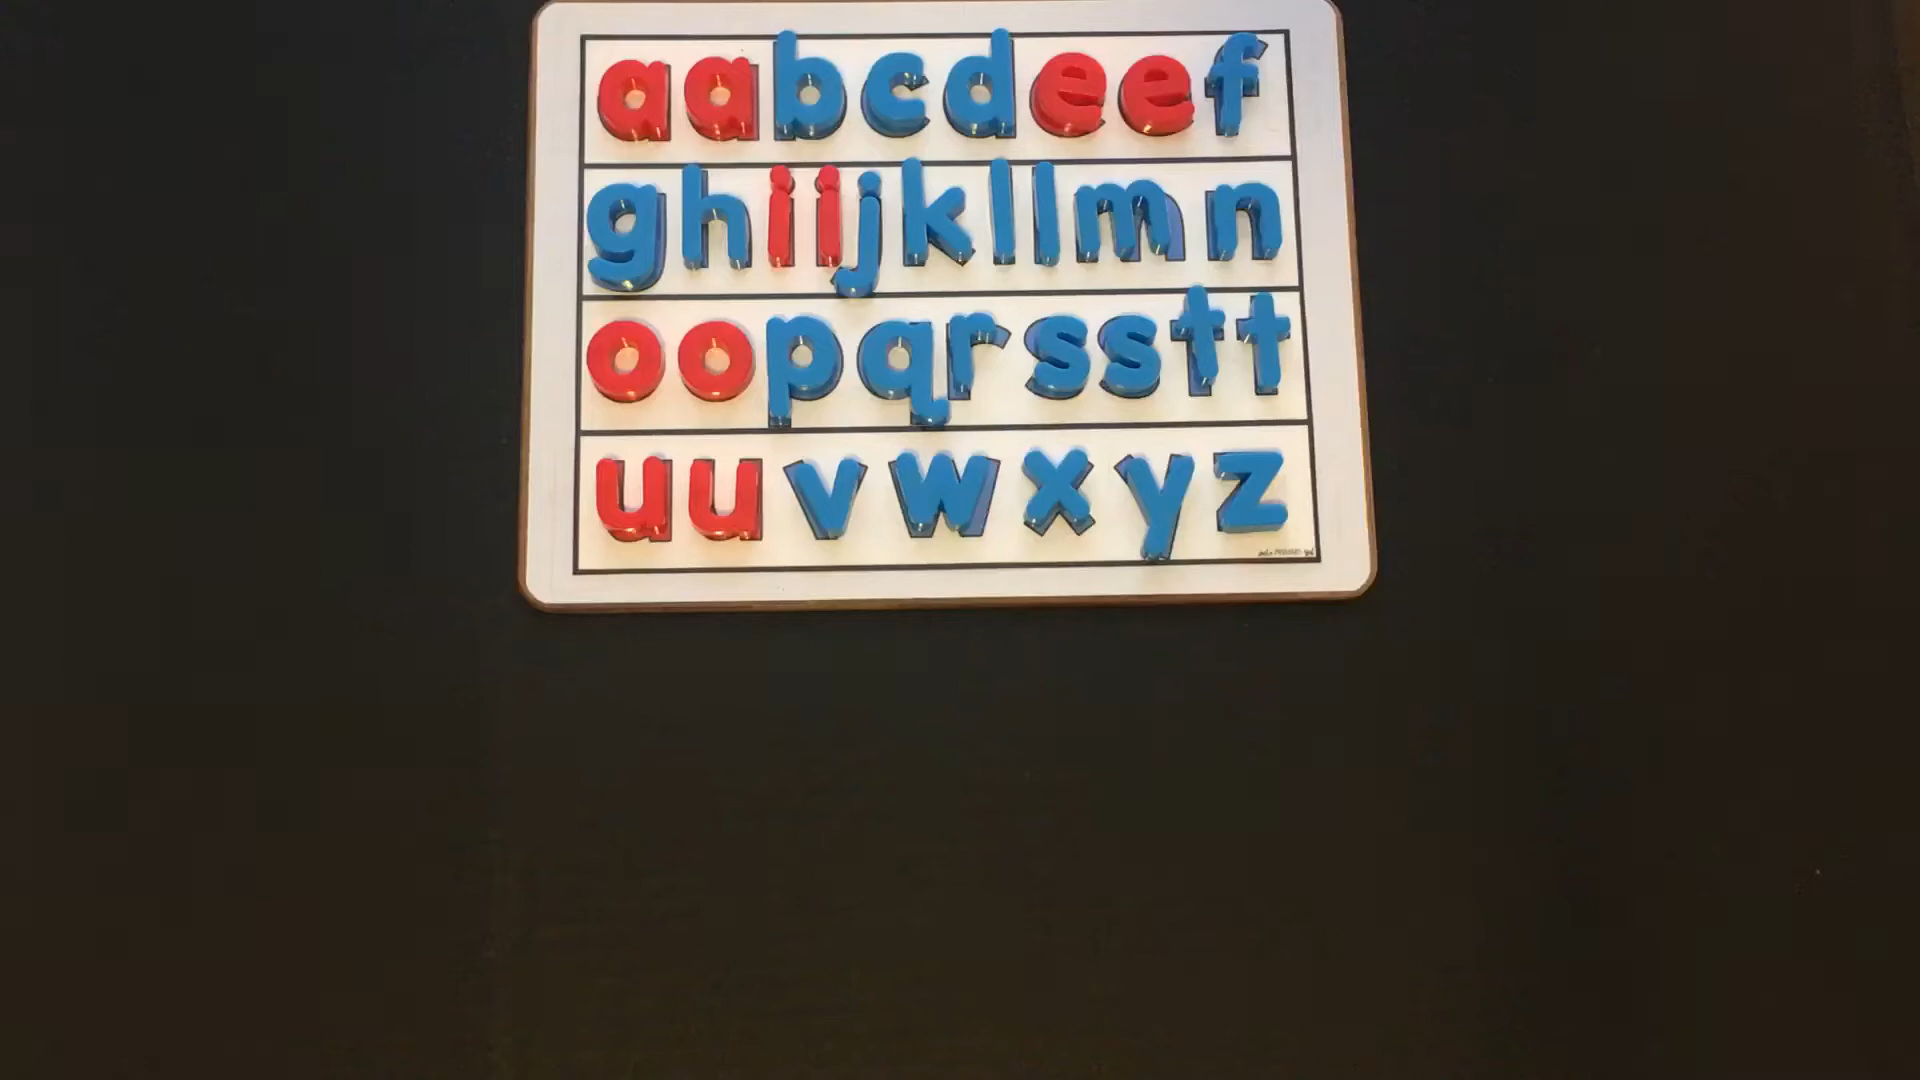 aabcdeef
ghiijkllmn
oopqrsstt
uuvwxyz